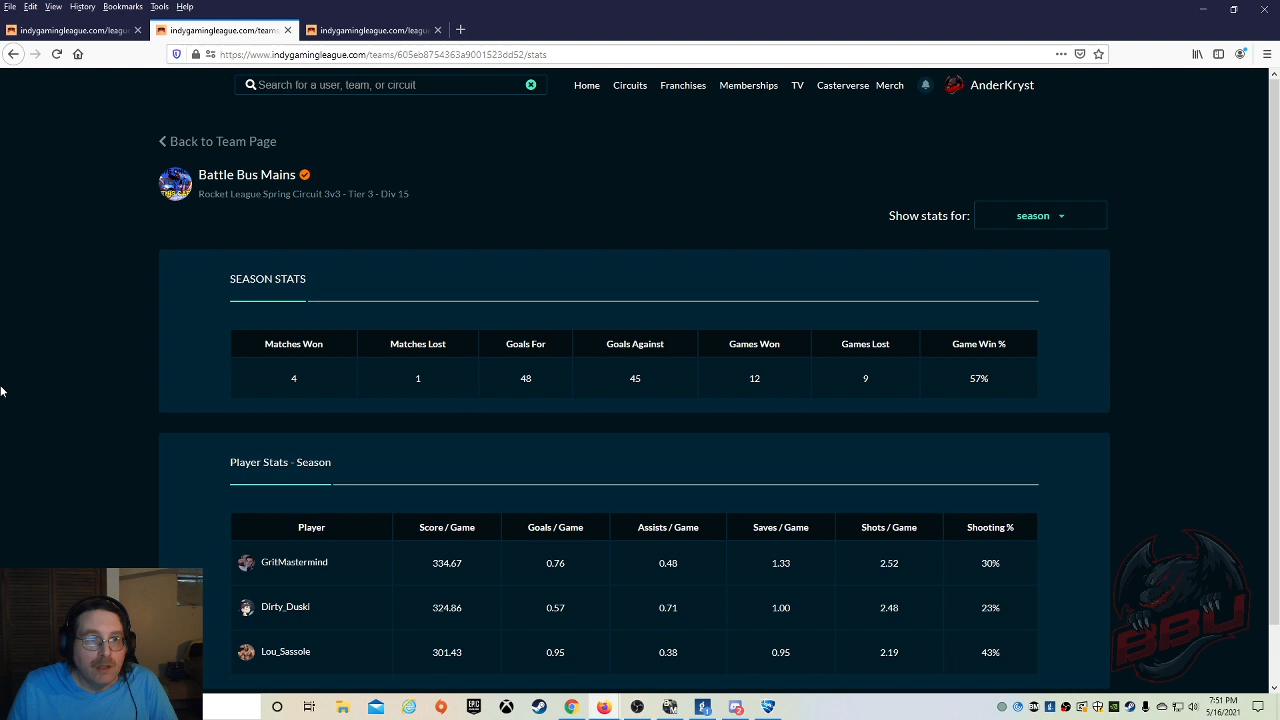 File Edit View History Bookmarks Tools Help
indygamingleague.com/leagu indygamingleague.com/teams indygamingleague.com/leagu
https://www.indygamingleague.com/teams/605eb8754363a9001523dd52/stats
Search for a user, team, or circuit Home Circuits Franchises Memberships TV Casterverse Merch AnderKryst
Back to Team Page
Battle Bus Mains
Rocket League Spring Circuit 3v3 - Tier 3 - Div 15
Show stats for: season
SEASON STATS
Matches Won Matches Lost Goals For Goals Against Games Won Games Lost Game Win %
4 1 48 45 12 9 57%
Player Stats - Season
Player Score / Game Goals / Game Assists / Game Saves / Game Shots / Game Shooting %
GritMastermind 334.67 0.76 0.48 1.33 2.52 30%
Dirty_Duski 324.86 0.57 0.71 1.00 2.48 23%
Lou_Sassole 301.43 0.95 0.38 0.95 2.19 43%
BBU
7:51 PM
5/16/2021